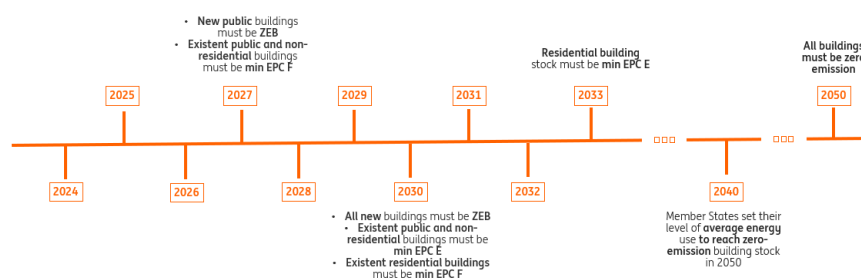 • New public buildings
must be ZEB
• Existent public and non-
residential buildings
must be min EPC F
Residential building
stock must be min EPC E
All buildings
must be zero-
emission
2025
2027
2029
2031
2033
2050
2024
2026
2028
2030
2032
2040
• All new buildings must be ZEB
• Existent public and non-
residential buildings must be
min EPC E
• Existent residential buildings
must be min EPC F
Member States set their
level of average energy
use to reach zero-
emission building stock
in 2050